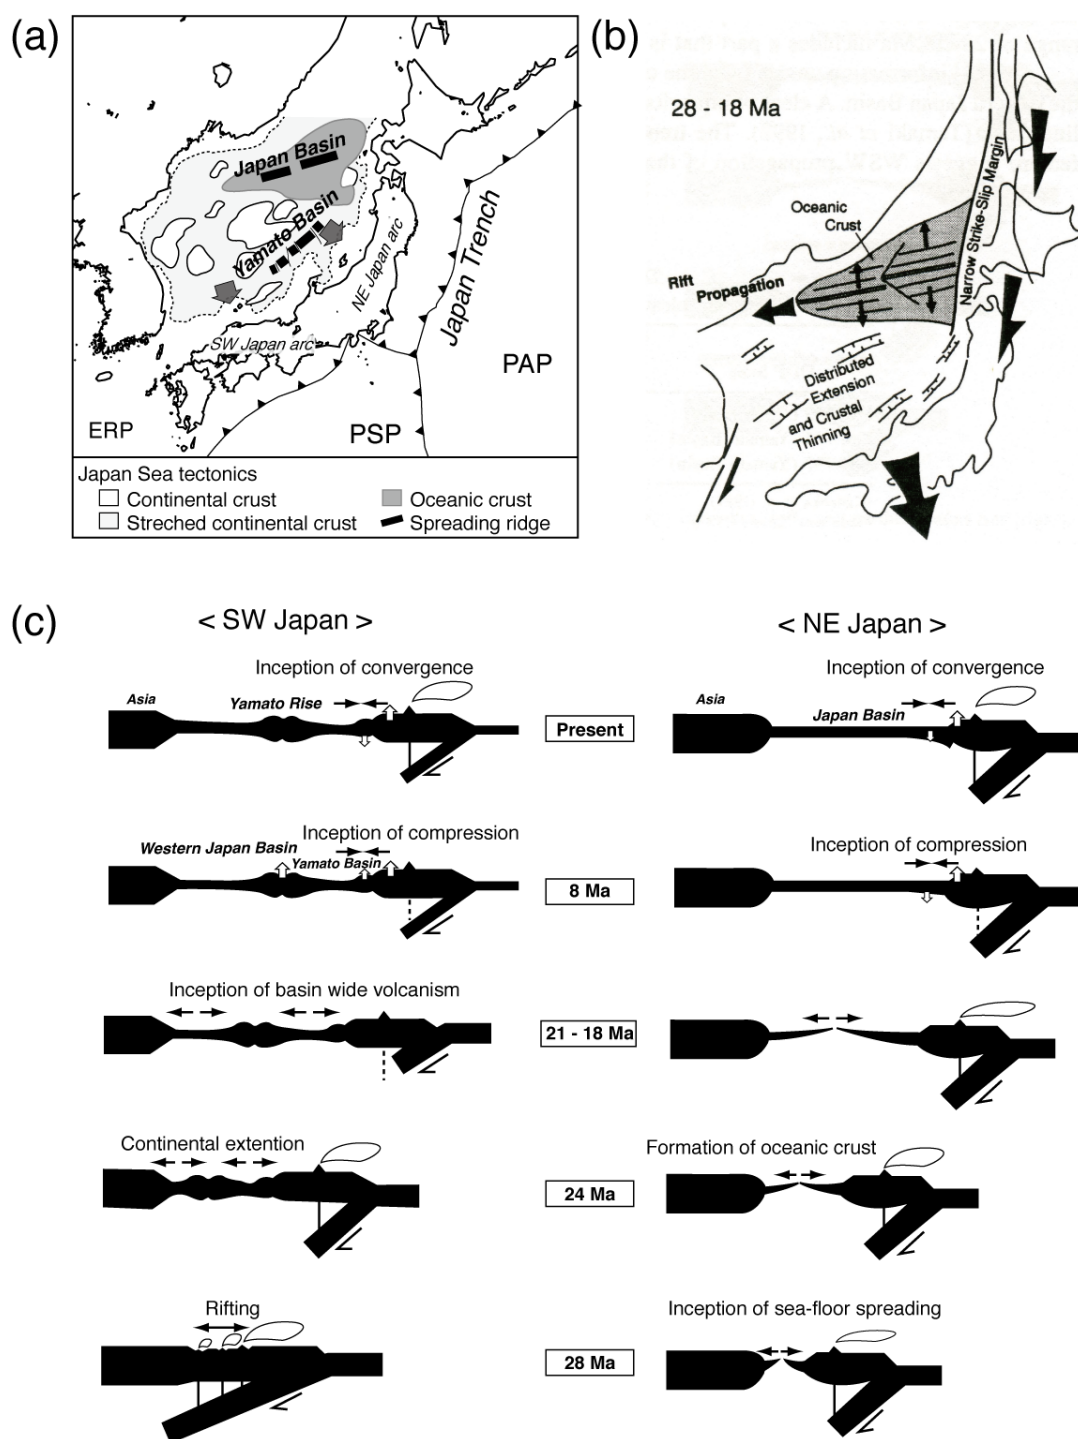 (a)
Japan Basin
Yamato Basin
NE Japan arc
SW Japan arc
Japan Trench
PAP
PSP
ERP
Japan Sea tectonics
Continental crust
Oceanic crust
Streched continental crust
Spreading ridge
(b)
28 - 18 Ma
Oceanic
Crust
Narrow Strike-Slip Margin
Rift
Propagation
Distributed
Extension
and Crustal
Thinning
(c)
< SW Japan >
< NE Japan >
Inception of convergence
Inception of convergence
Asia
Yamato Rise
Asia
Japan Basin
Present
Inception of compression
Inception of compression
Western Japan Basin
Yamato Basin
8 Ma
Inception of basin wide volcanism
21 - 18 Ma
Continental extention
Formation of oceanic crust
24 Ma
Rifting
Inception of sea-floor spreading
28 Ma